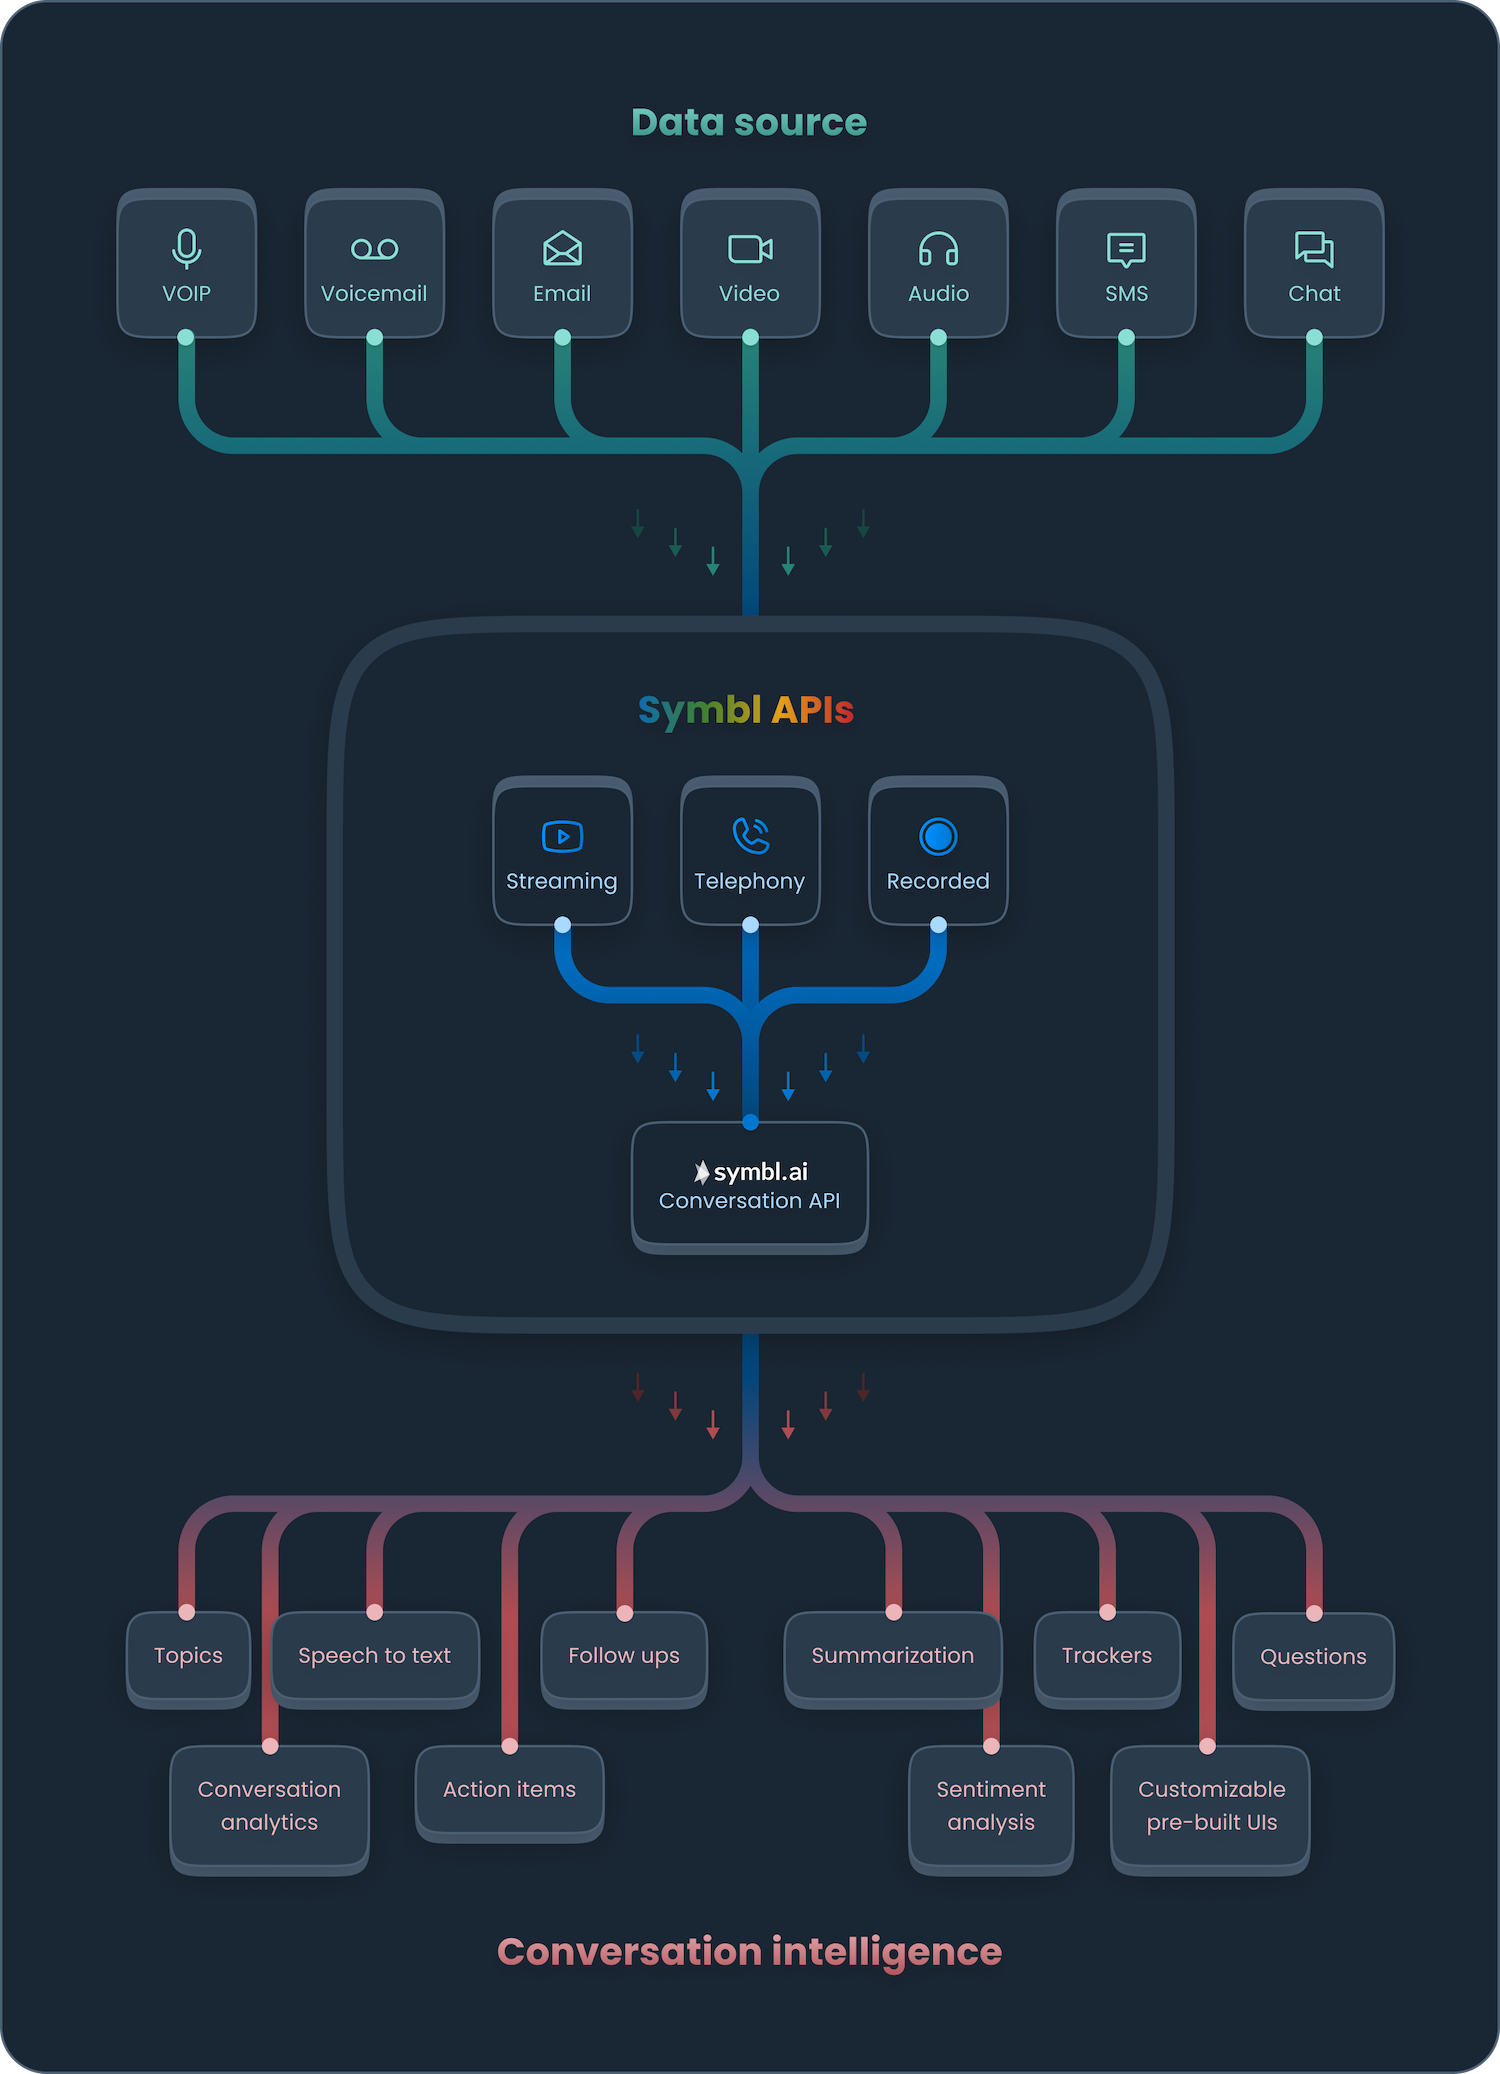 Data source
VOIP
Voicemail
Email
Video
Audio
SMS
Chat
Symbl APIs
Streaming
Telephony
Recorded
symbl.ai
Conversation API
Topics
Speech to text
Follow ups
Summarization
Trackers
Questions
Conversation
analytics
Action items
Sentiment
analysis
Customizable
pre-built UIs
Conversation intelligence